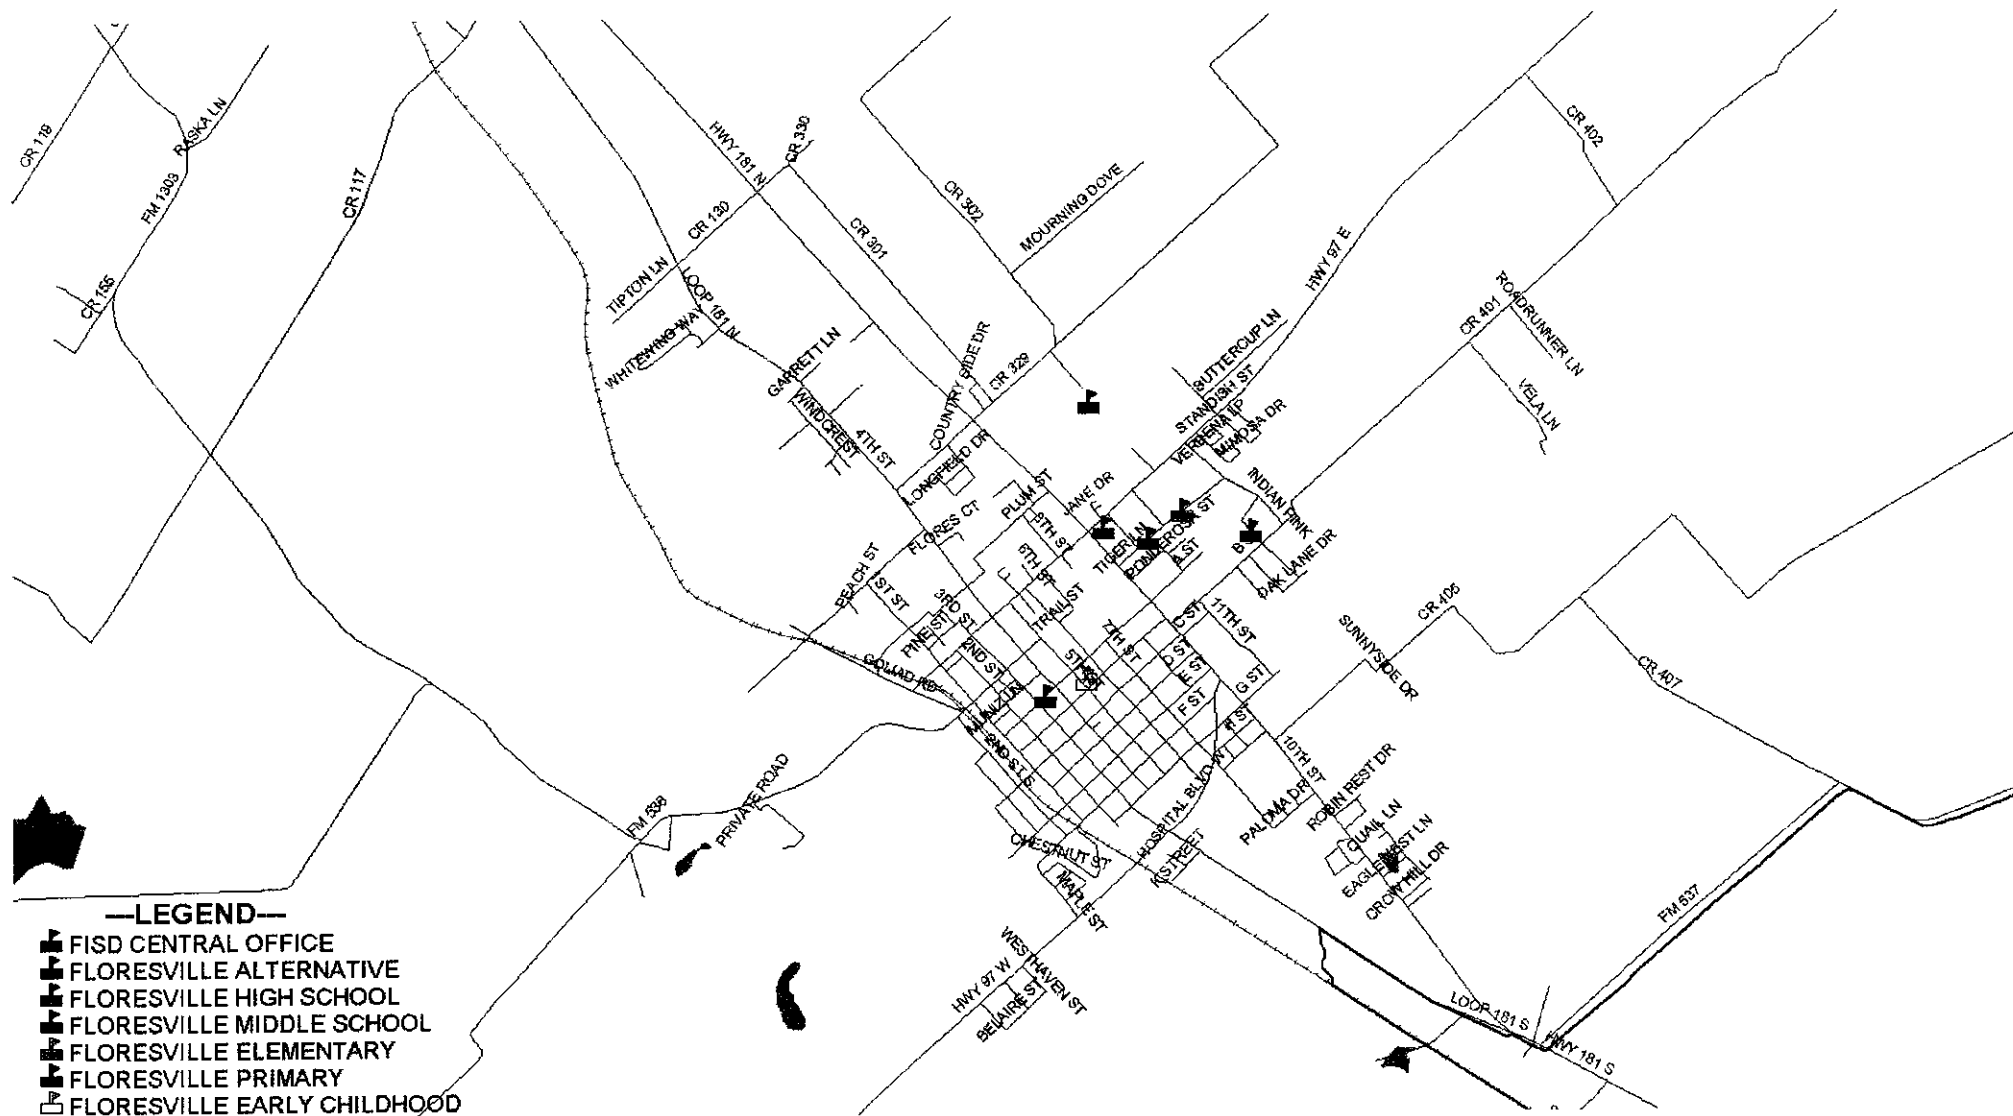 CR 119
RASKA LN
FM 1303
CR 117
CR 155
HWY 181 N
CR 330
CR 130
CR 301
TIPTON LN
LOOP 181 N
WHITEWING WAY
GARRETT LN
WINDCREST
4TH ST
CR 302
MOURNING DOVE
COUNTRY SIDE DR
CR 329
LONGFIELD DR
CR 402
HWY 97 E
CR 401
ROADRUNNER LN
VELA LN
BUTTERCUP LN
STANDISH ST
VERBENA LP
MIMOSA DR
INDIAN PINK
OAK LANE DR
JANE DR
TIGER LN
PONDEROSA ST
A ST
B
PLUM ST
8TH ST
6TH ST
TRAIL ST
FLORES CT
PEACH ST
1ST ST
3RD ST
PINE ST
2ND ST
GOLIAD RD
MUNIZ LN
2ND ST S
5TH ST
7TH ST
C ST
11TH ST
D ST
E ST
F ST
G ST
H ST
10TH ST
SUNNYSIDE DR
CR 405
CR 407
HOSPITAL BLVD W
PALOMA DR
ROBIN REST DR
QUAIL LN
EAGLE NEST LN
CROW HILL DR
K STREET
CHESTNUT ST
MAPLE ST
WESTHAVEN ST
HWY 97 W
BELAIRE ST
FM 537
LOOP 181 S
HWY 181 S
FM 536
PRIVATE ROAD
—LEGEND—
FISD CENTRAL OFFICE
FLORESVILLE ALTERNATIVE
FLORESVILLE HIGH SCHOOL
FLORESVILLE MIDDLE SCHOOL
FLORESVILLE ELEMENTARY
FLORESVILLE PRIMARY
FLORESVILLE EARLY CHILDHOOD